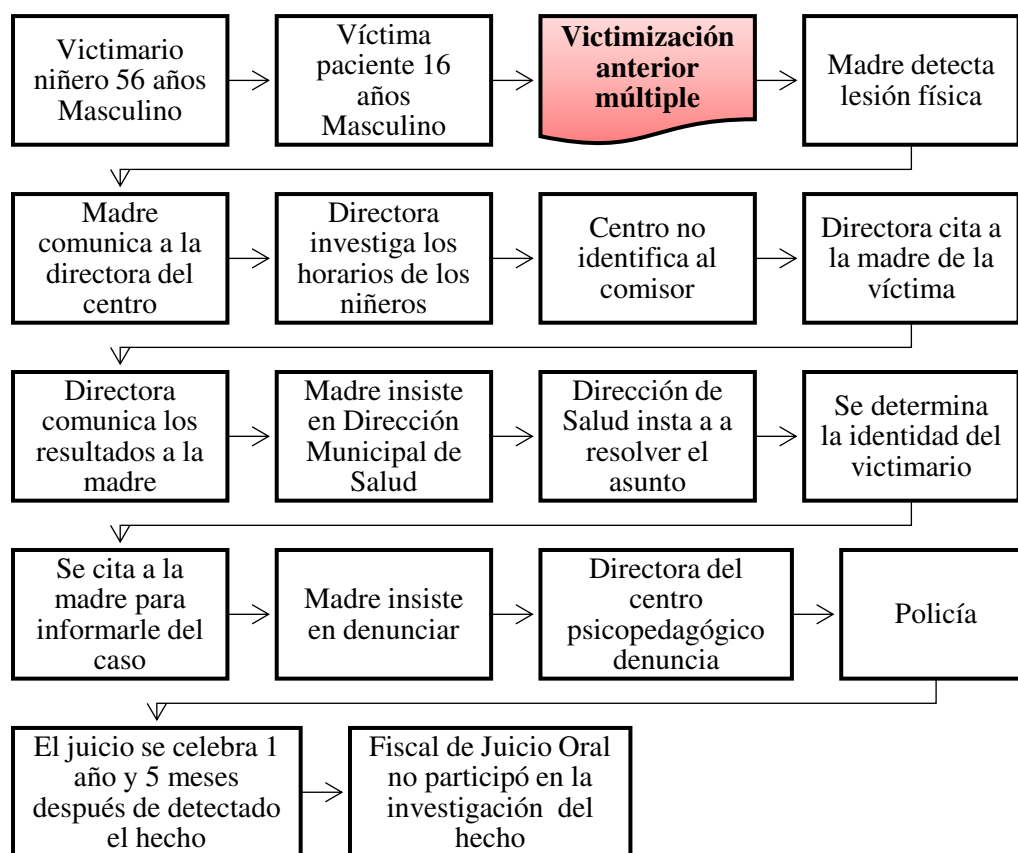 Victimario
niñero 56 años
Masculino
Víctima
paciente 16
años
Masculino
Victimización
anterior
múltiple
Madre detecta
lesión física
Madre
comunica a la
directora del
centro
Directora
investiga los
horarios de los
niñeros
Centro no
identifica al
comisor
Directora cita a
la madre de la
víctima
Directora
comunica los
resultados a la
madre
Madre insiste
en Dirección
Municipal de
Salud
Dirección de
Salud insta a a
resolver el
asunto
Se determina
la identidad del
victimario
Se cita a la
madre para
informarle del
caso
Madre insiste
en denunciar
Directora del
centro
psicopedagógico
denuncia
Policía
El juicio se celebra 1
año y 5 meses
después de detectado
el hecho
Fiscal de Juicio Oral
no participó en la
investigación del
hecho